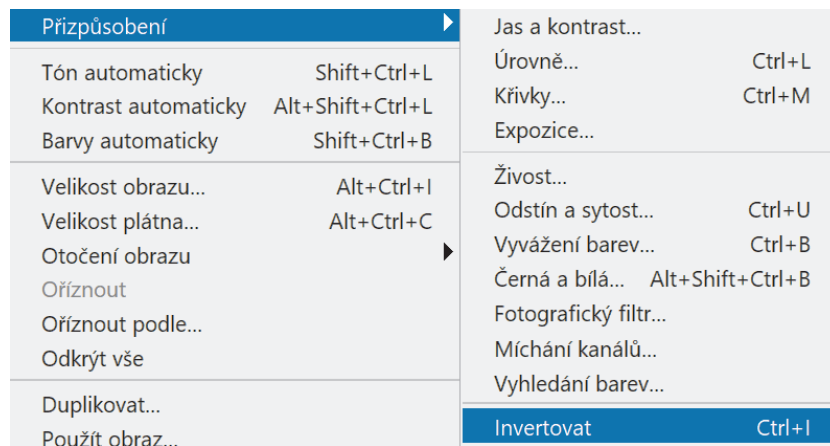 Přizpůsobení
Tón automaticky Shift+Ctrl+L
Kontrast automaticky Alt+Shift+Ctrl+L
Barvy automaticky Shift+Ctrl+B
Velikost obrazu... Alt+Ctrl+I
Velikost plátna... Alt+Ctrl+C
Otočení obrazu
Oříznout
Oříznout podle...
Odkrýt vše
Duplikovat...
Použít obraz...
Jas a kontrast...
Úrovně... Ctrl+L
Křivky... Ctrl+M
Expozice...
Živost...
Odstín a sytost... Ctrl+U
Vyvážení barev... Ctrl+B
Černá a bílá... Alt+Shift+Ctrl+B
Fotografický filtr...
Míchání kanálů...
Vyhledání barev...
Invertovat Ctrl+I